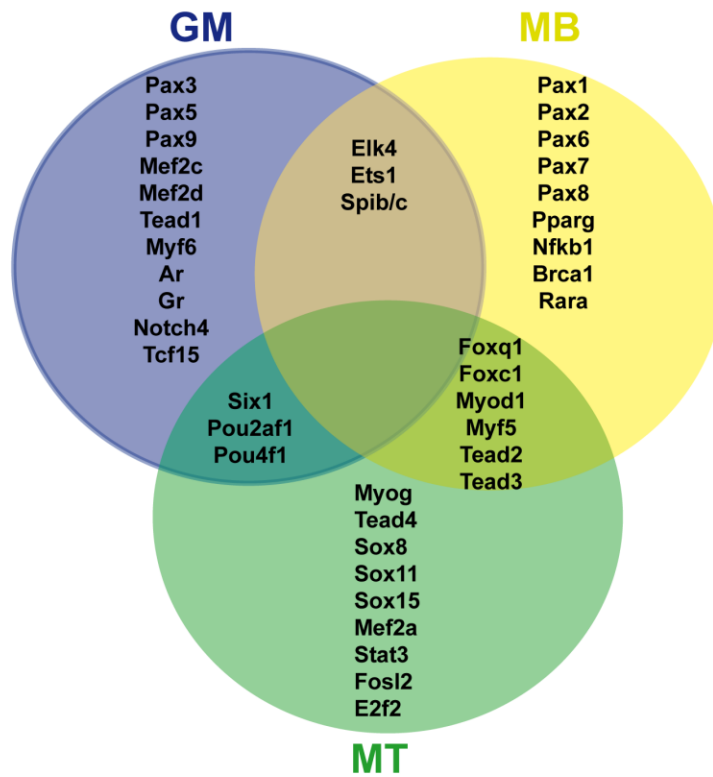 GM
MB
Pax3
Pax5
Pax9
Mef2c
Mef2d
Tead1
Myf6
Ar
Gr
Notch4
Tcf15
Elk4
Ets1
Spib/c
Pax1
Pax2
Pax6
Pax7
Pax8
Pparg
Nfkb1
Brca1
Rara
Six1
Pou2af1
Pou4f1
Foxq1
Foxc1
Myod1
Myf5
Tead2
Tead3
Myog
Tead4
Sox8
Sox11
Sox15
Mef2a
Stat3
Fosl2
E2f2
MT